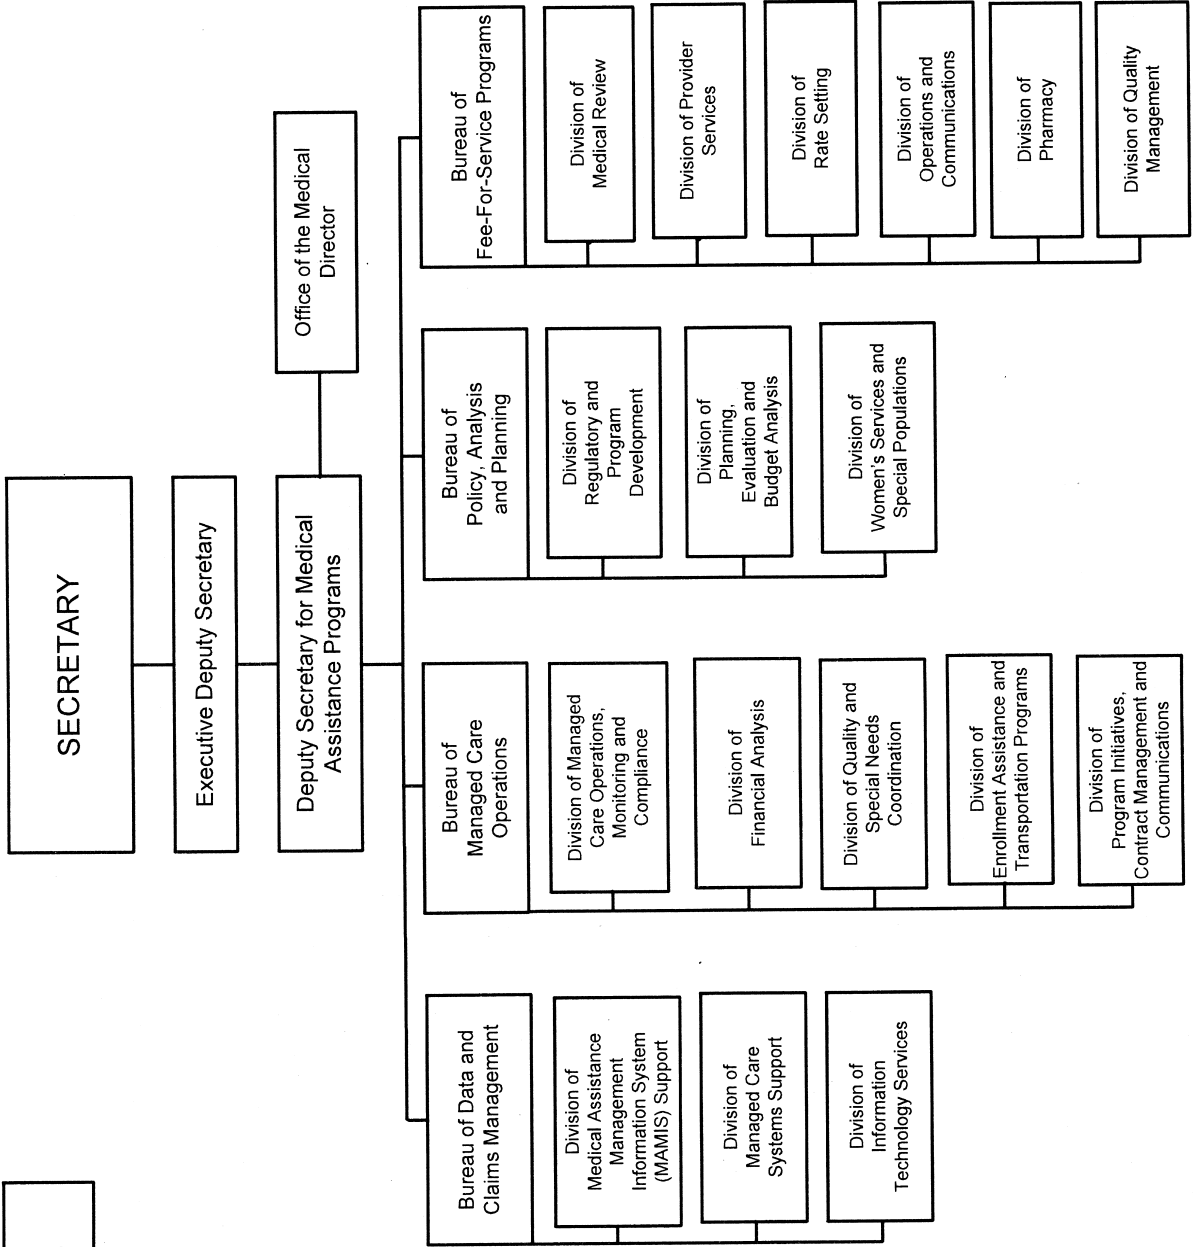 SECRETARY
Executive Deputy Secretary
Deputy Secretary for Medical
Assistance Programs
Office of the Medical
Director
Bureau of Data and
Claims Management
Division of
Medical Assistance
Management
Information System
(MAMIS) Support
Division of
Managed Care
Systems Support
Division of
Information
Technology Services
Bureau of
Managed Care
Operations
Division of Managed
Care Operations,
Monitoring and
Compliance
Division of
Financial Analysis
Division of Quality and
Special Needs
Coordination
Division of
Enrollment Assistance and
Transportation Programs
Division of
Program Initiatives,
Contract Management and
Communications
Bureau of
Policy, Analysis
and Planning
Division of
Regulatory and
Program
Development
Division of
Planning,
Evaluation and
Budget Analysis
Division of
Women's Services and
Special Populations
Bureau of
Fee-For-Service Programs
Division of
Medical Review
Division of Provider
Services
Division of
Rate Setting
Division of
Operations and
Communications
Division of
Pharmacy
Division of Quality
Management